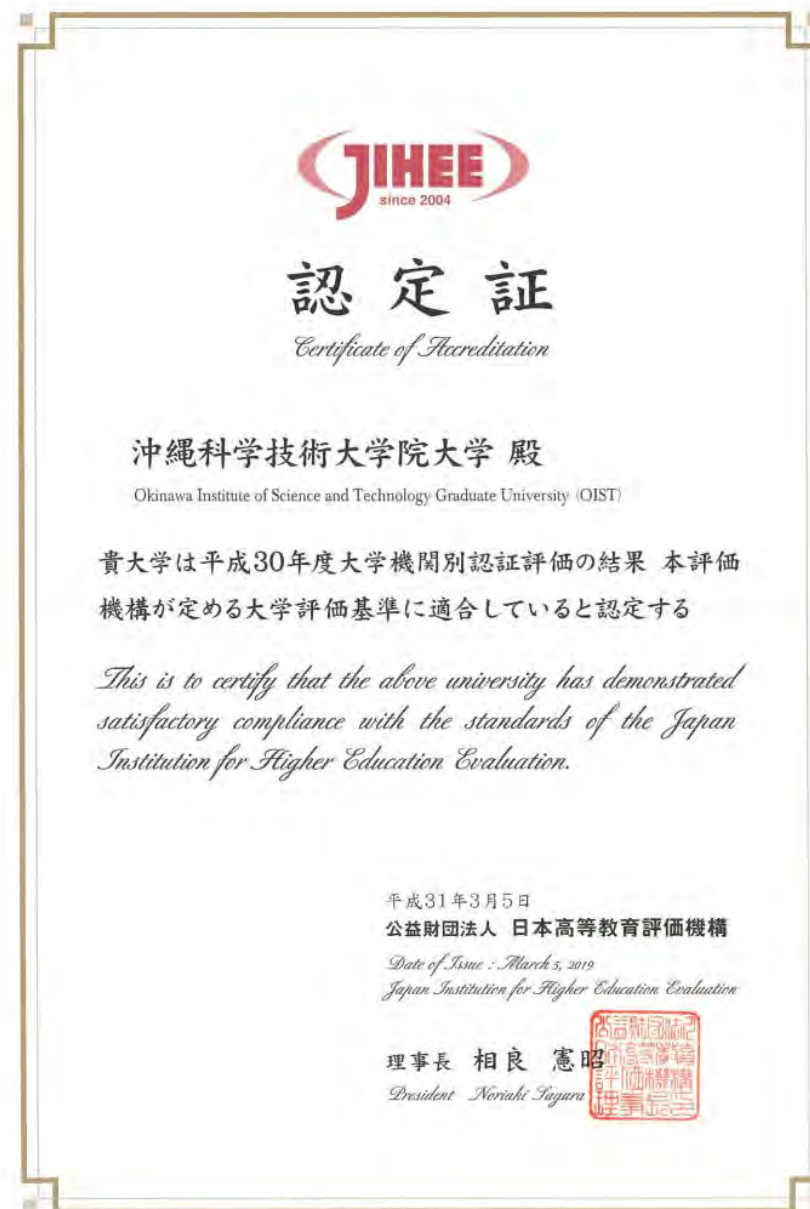 JIHEE
since 2004
認定証
Certificate of Accreditation
沖縄科学技術大学院大学 殿
Okinawa Institute of Science and Technology Graduate University (OIST)
貴大学は平成30年度大学機関別認証評価の結果 本評価
機構が定める大学評価基準に適合していると認定する
This is to certify that the above university has demonstrated
satisfactory compliance with the standards of the Japan
Institution for Higher Education Evaluation.
平成31年3月5日
公益財団法人 日本高等教育評価機構
Date of Issue : March 5, 2019
Japan Institution for Higher Education Evaluation
理事長 相良 憲昭
President Noriaki Sagara